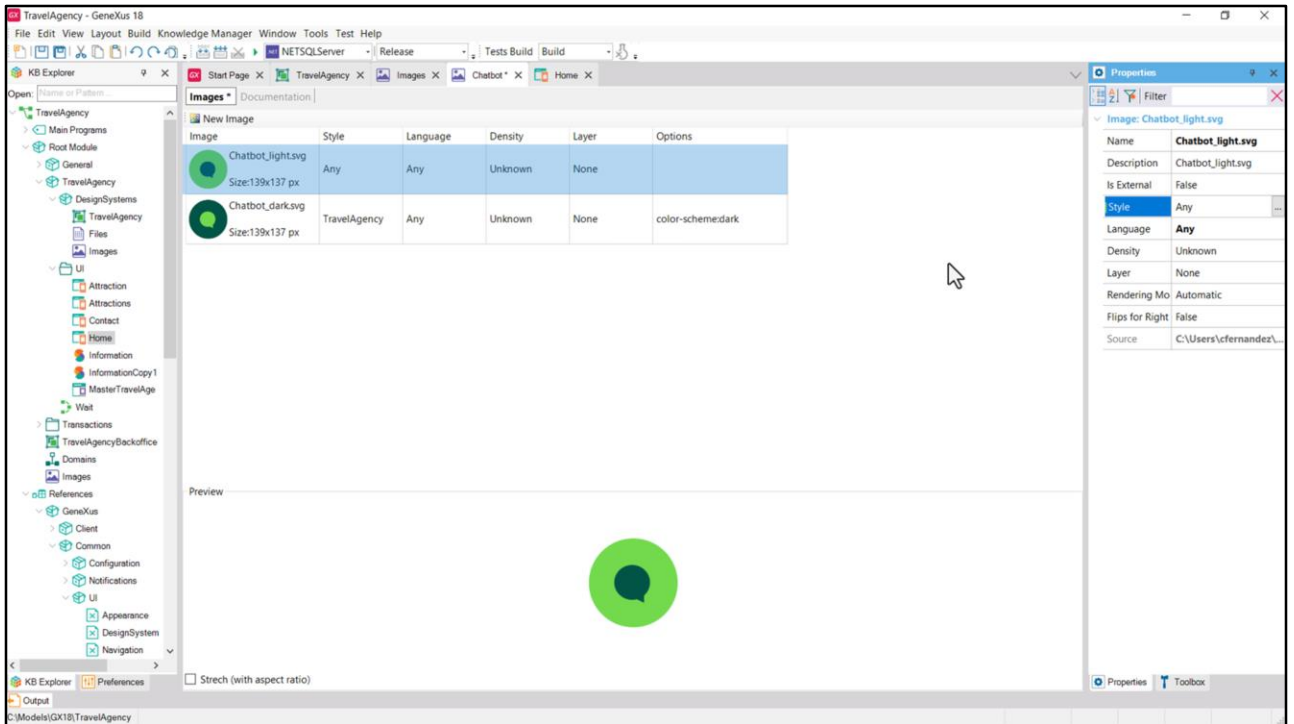 TravelAgency - GeneXus 18
File Edit View Layout Build Knowledge Manager Window Tools Test Help
NETSQLServer Release Tests Build Build
KB Explorer
Open: Name or Pattern...
TravelAgency
Main Programs
Root Module
General
TravelAgency
DesignSystems
TravelAgency
Files
Images
UI
Attraction
Attractions
Contact
Home
Information
InformationCopy1
MasterTravelAge
Wait
Transactions
TravelAgencyBackoffice
Domains
Images
References
GeneXus
Client
Common
Configuration
Notifications
UI
Appearance
DesignSystem
Navigation
KB Explorer Preferences
Start Page TravelAgency Images Chatbot * Home
Images * Documentation
New Image
Image Style Language Density Layer Options
Chatbot_light.svg
Size:139x137 px
Any Any Unknown None
Chatbot_dark.svg
Size:139x137 px
TravelAgency Any Unknown None color-scheme:dark
Preview
Strech (with aspect ratio)
Properties
Filter
Image: Chatbot_light.svg
Name Chatbot_light.svg
Description Chatbot_light.svg
Is External False
Style Any ...
Language Any
Density Unknown
Layer None
Rendering Mo Automatic
Flips for Right False
Source C:\Users\cfernandez\...
Properties Toolbox
Output
C:\Models\GX18\TravelAgency